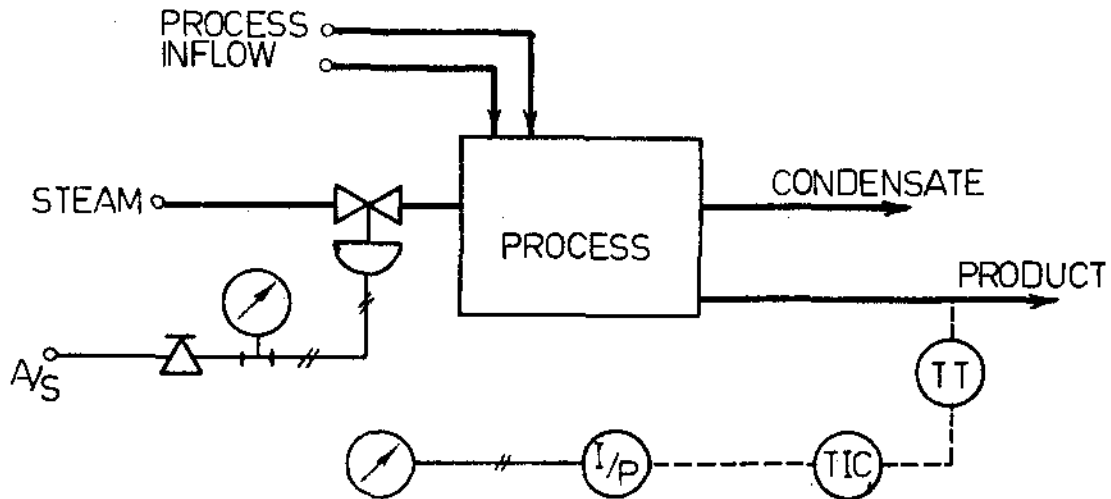 PROCESS
INFLOW
STEAM
CONDENSATE
PROCESS
PRODUCT
A/S
TT
I/P
TIC